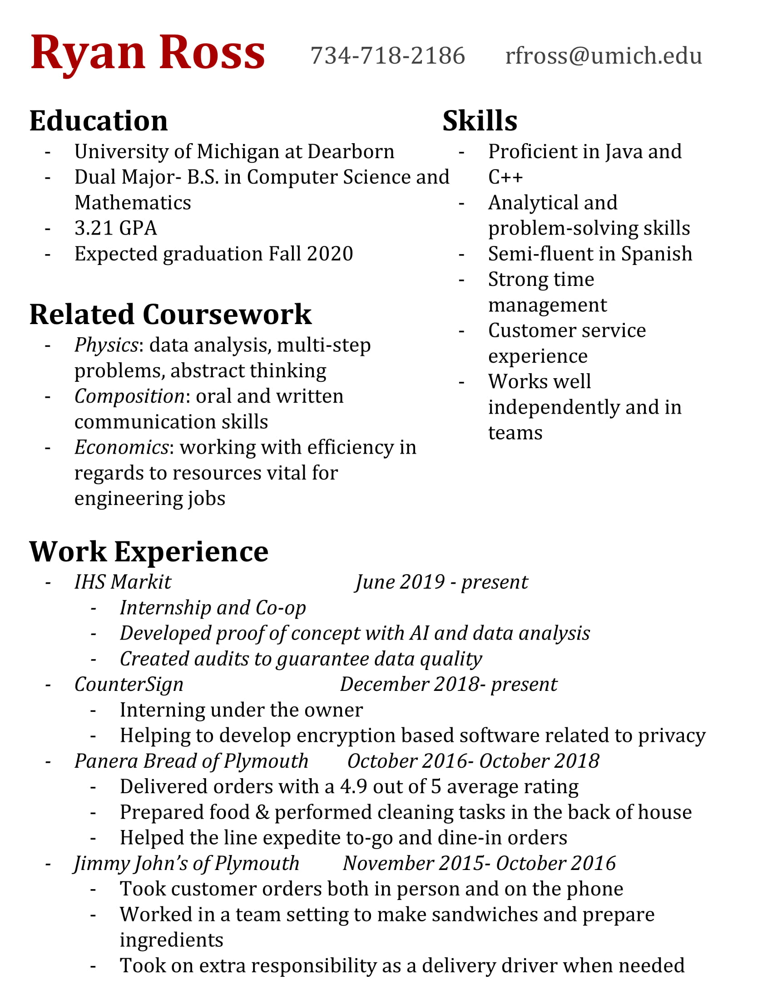 Ryan Ross 734-718-2186 rfross@umich.edu
Education
- University of Michigan at Dearborn
- Dual Major- B.S. in Computer Science and
Mathematics
- 3.21 GPA
- Expected graduation Fall 2020
Related Coursework
- Physics: data analysis, multi-step
problems, abstract thinking
- Composition: oral and written
communication skills
- Economics: working with efficiency in
regards to resources vital for
engineering jobs
Skills
- Proficient in Java and
C++
- Analytical and
problem-solving skills
- Semi-fluent in Spanish
- Strong time
management
- Customer service
experience
- Works well
independently and in
teams
Work Experience
- IHS Markit June 2019 - present
- Internship and Co-op
- Developed proof of concept with AI and data analysis
- Created audits to guarantee data quality
- CounterSign December 2018- present
- Interning under the owner
- Helping to develop encryption based software related to privacy
- Panera Bread of Plymouth October 2016- October 2018
- Delivered orders with a 4.9 out of 5 average rating
- Prepared food & performed cleaning tasks in the back of house
- Helped the line expedite to-go and dine-in orders
- Jimmy John’s of Plymouth November 2015- October 2016
- Took customer orders both in person and on the phone
- Worked in a team setting to make sandwiches and prepare
ingredients
- Took on extra responsibility as a delivery driver when needed